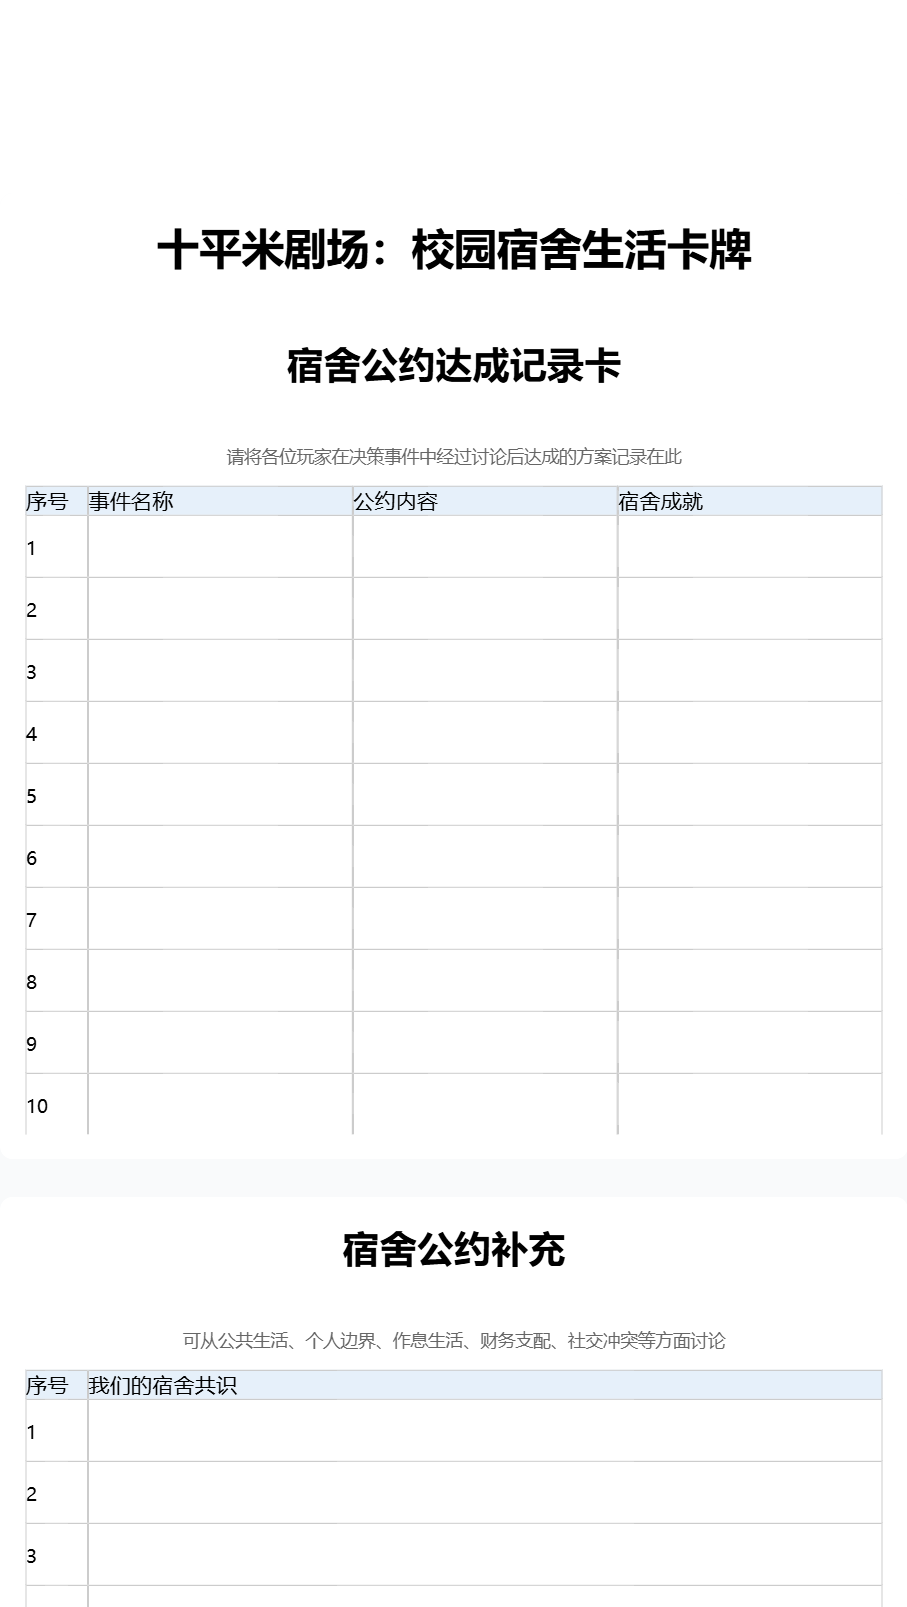 十平米剧场：校园宿舍生活卡牌
宿舍公约达成记录卡
请将各位玩家在决策事件中经过讨论后达成的方案记录在此
序号 事件名称 公约内容 宿舍成就
1
2
3
4
5
6
7
8
9
10
宿舍公约补充
可从公共生活、个人边界、作息生活、财务支配、社交冲突等方面讨论
序号 我们的宿舍共识
1
2
3